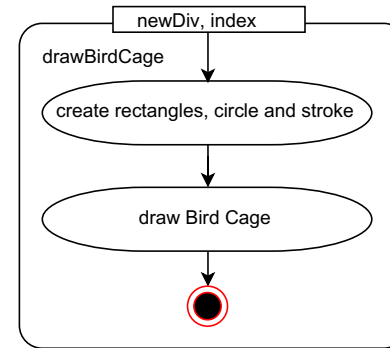 newDiv, index
drawBirdCage
create rectangles, circle and stroke
draw Bird Cage